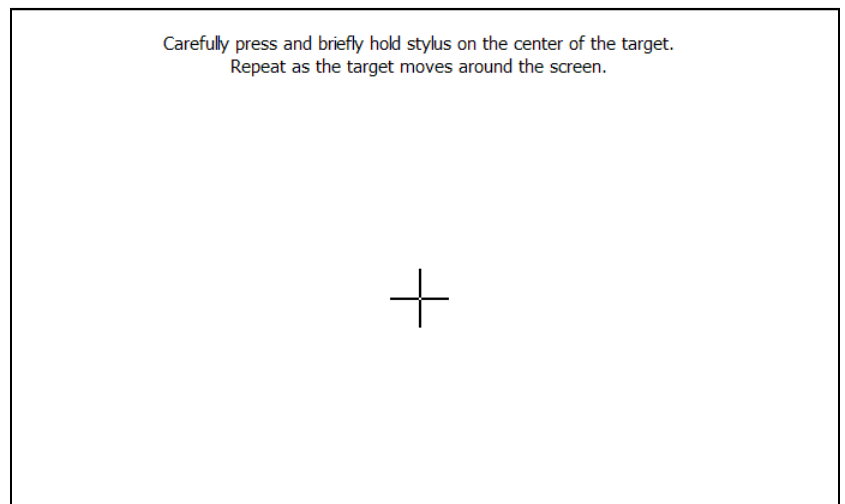 Carefully press and briefly hold stylus on the center of the target.
Repeat as the target moves around the screen.